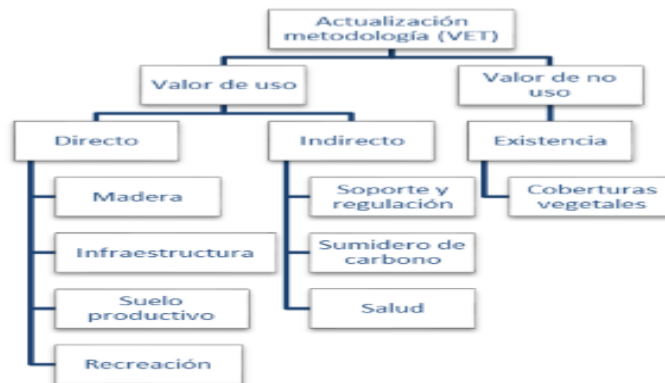 Actualización
metodología (VET)
Valor de uso
Valor de no
uso
Directo
Indirecto
Existencia
Madera
Soporte y
regulación
Coberturas
vegetales
Infraestructura
Sumidero de
carbono
Suelo
productivo
Salud
Recreación